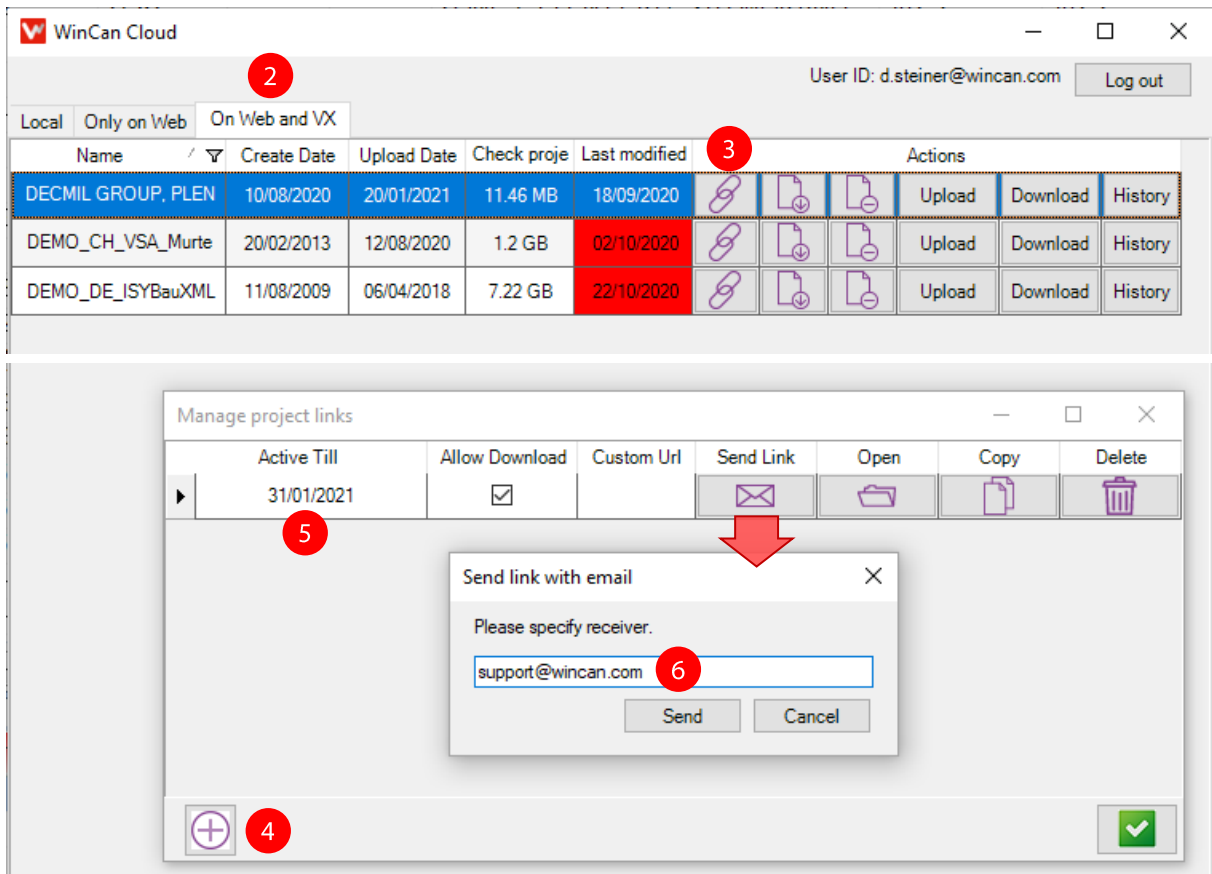 WinCan Cloud
2
User ID: d.steiner@wincan.com Log out
Local Only on Web On Web and VX
Name Create Date Upload Date Check proje Last modified 3 Actions
DECMIL GROUP, PLEN 10/08/2020 20/01/2021 11.46 MB 18/09/2020 Upload Download History
DEMO_CH_VSA_Murte 20/02/2013 12/08/2020 1.2 GB 02/10/2020 Upload Download History
DEMO_DE_ISYBauXML 11/08/2009 06/04/2018 7.22 GB 22/10/2020 Upload Download History
Manage project links
Active Till Allow Download Custom Url Send Link Open Copy Delete
31/01/2021
5
Send link with email
Please specify receiver.
support@wincan.com 6
Send Cancel
4